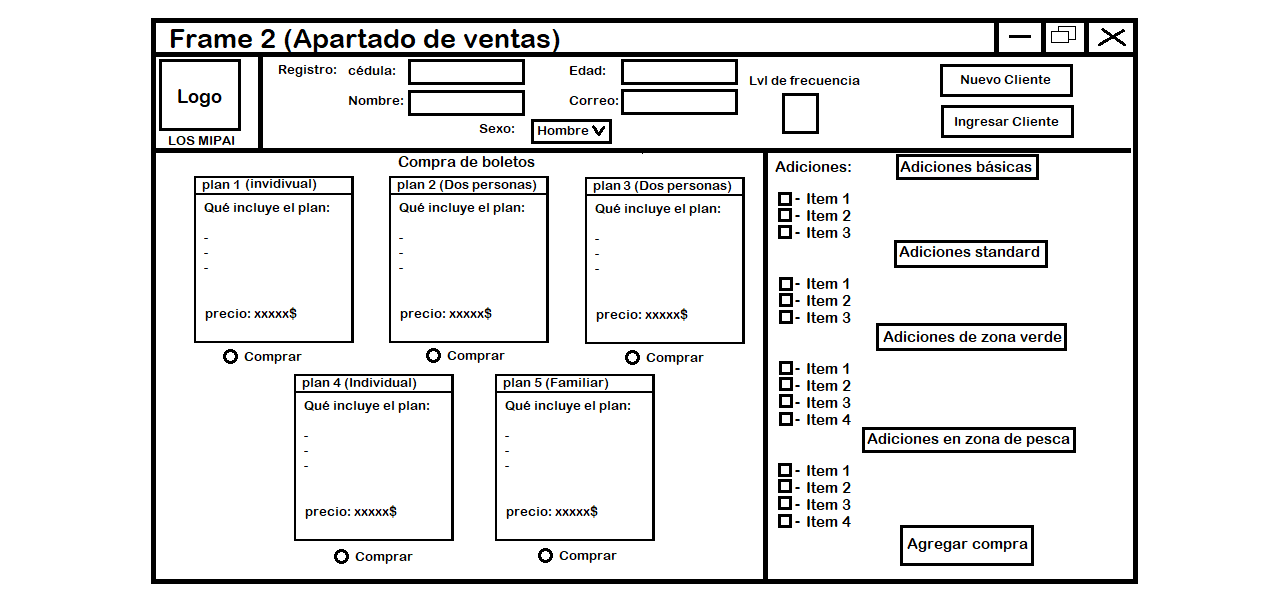 Frame 2 (Apartado de ventas)
Logo
LOS MIPAI
Registro: cédula:
Edad:
Nombre:
Correo:
Sexo: Hombre
Lvl de frecuencia
Nuevo Cliente
Ingresar Cliente
Compra de boletos
plan 1 (invidivual)
Qué incluye el plan:
-
-
-
precio: xxxxx$
Comprar
plan 2 (Dos personas)
Qué incluye el plan:
-
-
-
precio: xxxxx$
Comprar
plan 3 (Dos personas)
Qué incluye el plan:
-
-
-
precio: xxxxx$
Comprar
plan 4 (Individual)
Qué incluye el plan:
-
-
-
precio: xxxxx$
Comprar
plan 5 (Familiar)
Qué incluye el plan:
-
-
-
precio: xxxxx$
Comprar
Adiciones:
Adiciones básicas
- Item 1
- Item 2
- Item 3
Adiciones standard
- Item 1
- Item 2
- Item 3
Adiciones de zona verde
- Item 1
- Item 2
- Item 3
- Item 4
Adiciones en zona de pesca
- Item 1
- Item 2
- Item 3
- Item 4
Agregar compra